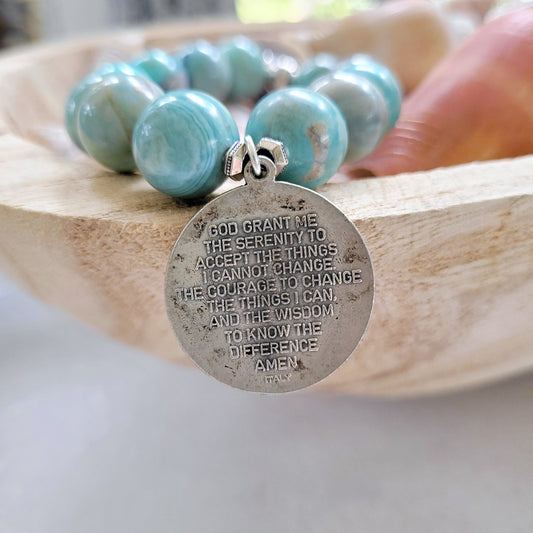 GOD GRANT ME
THE SERENITY TO
ACCEPT THE THINGS
I CANNOT CHANGE
THE COURAGE TO CHANGE
THE THINGS I CAN,
AND THE WISDOM
TO KNOW THE
DIFFERENCE
AMEN
ITALY